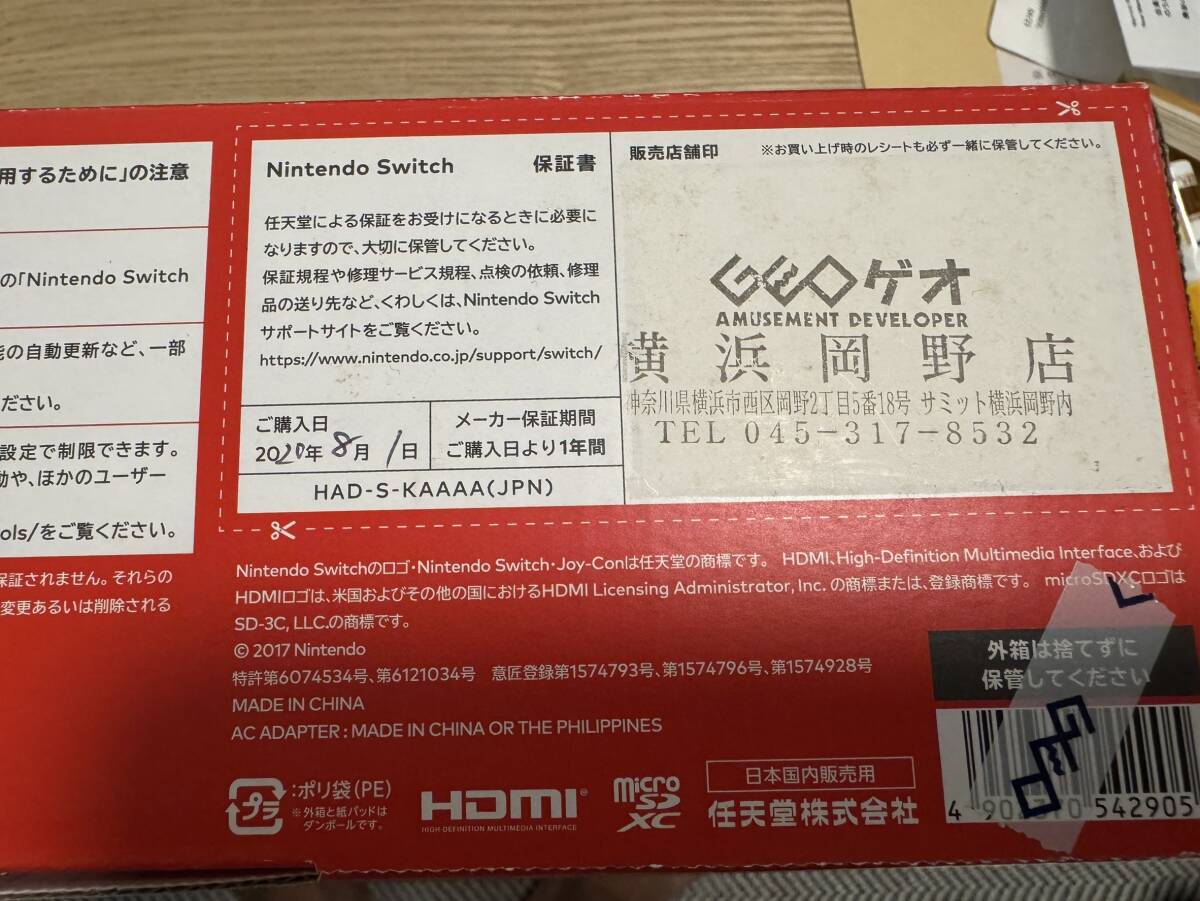 用するために」の注意
の「Nintendo Switch
の自動更新など、一部
ださい。
設定で制限できます。
動や、ほかのユーザー
ols/をご覧ください。
保証されません。それらの
変更あるいは削除される
Nintendo Switch 保証書
任天堂による保証をお受けになるときに必要に
なりますので、大切に保管してください。
保証規程や修理サービス規程、点検の依頼、修理
品の送り先など、くわしくは、Nintendo Switch
サポートサイトをご覧ください。
https://www.nintendo.co.jp/support/switch/
ご購入日
2020年 8月 1日
メーカー保証期間
ご購入日より1年間
HAD-S-KAAAA(JPN)
販売店舗印 ※お買い上げ時のレシートも必ず一緒に保管してください。
GEOゲオ
AMUSEMENT DEVELOPER
横浜岡野店
神奈川県横浜市西区岡野2丁目5番18号 サミット横浜岡野内
TEL 045-317-8532
Nintendo Switchのロゴ・Nintendo Switch・Joy-Conは任天堂の商標です。 HDMI、High-Definition Multimedia Interface、および
HDMIロゴは、米国およびその他の国におけるHDMI Licensing Administrator, Inc. の商標または、登録商標です。 microSDXCロゴは
SD-3C, LLC.の商標です。
© 2017 Nintendo
特許第6074534号、第6121034号 意匠登録第1574793号、第1574796号、第1574928号
MADE IN CHINA
AC ADAPTER : MADE IN CHINA OR THE PHILIPPINES
外箱は捨てずに
保管してください
プラ
:ポリ袋(PE)
※外箱と紙パッドは
ダンボールです。
HDMI
HIGH-DEFINITION MULTIMEDIA INTERFACE
micro SD XC
日本国内販売用
任天堂株式会社
GEO
4 902370 542905